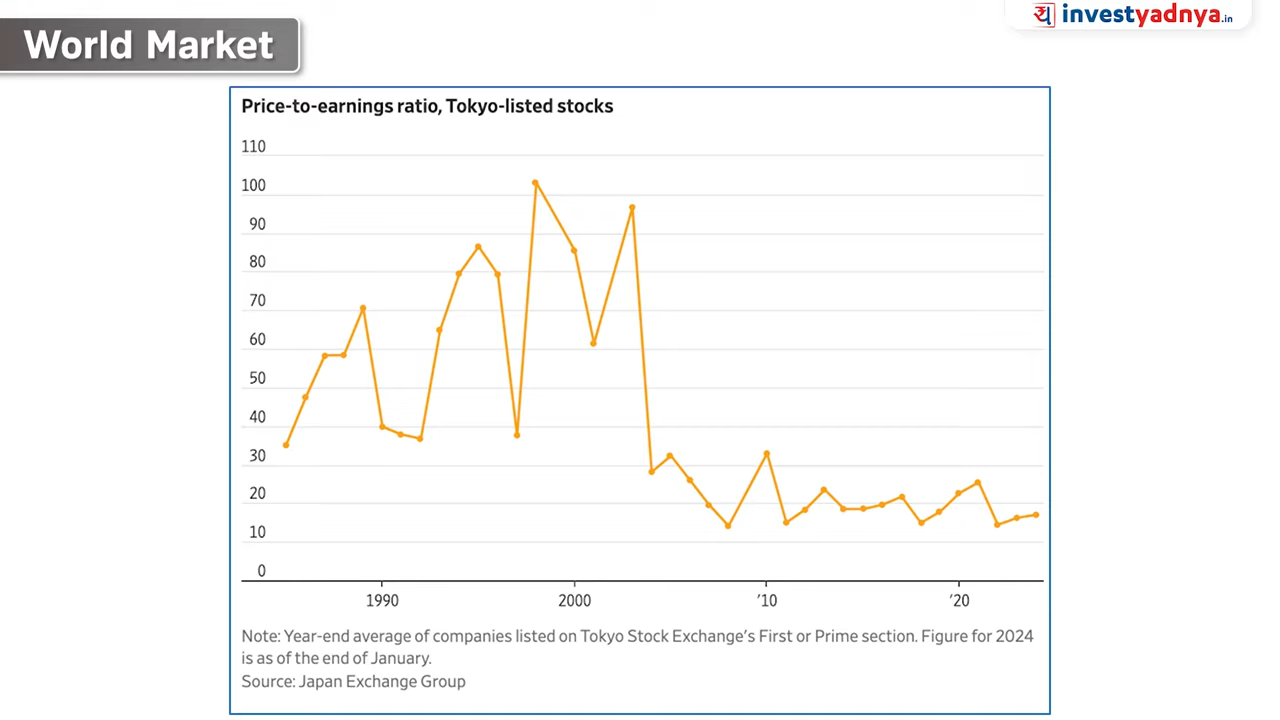 World Market
या investyadnya.in
Price-to-earnings ratio, Tokyo-listed stocks
110
100
90
80
70
60
50
40
30
20
10
0
1990 2000 ’10 ’20
Note: Year-end average of companies listed on Tokyo Stock Exchange’s First or Prime section. Figure for 2024
is as of the end of January.
Source: Japan Exchange Group